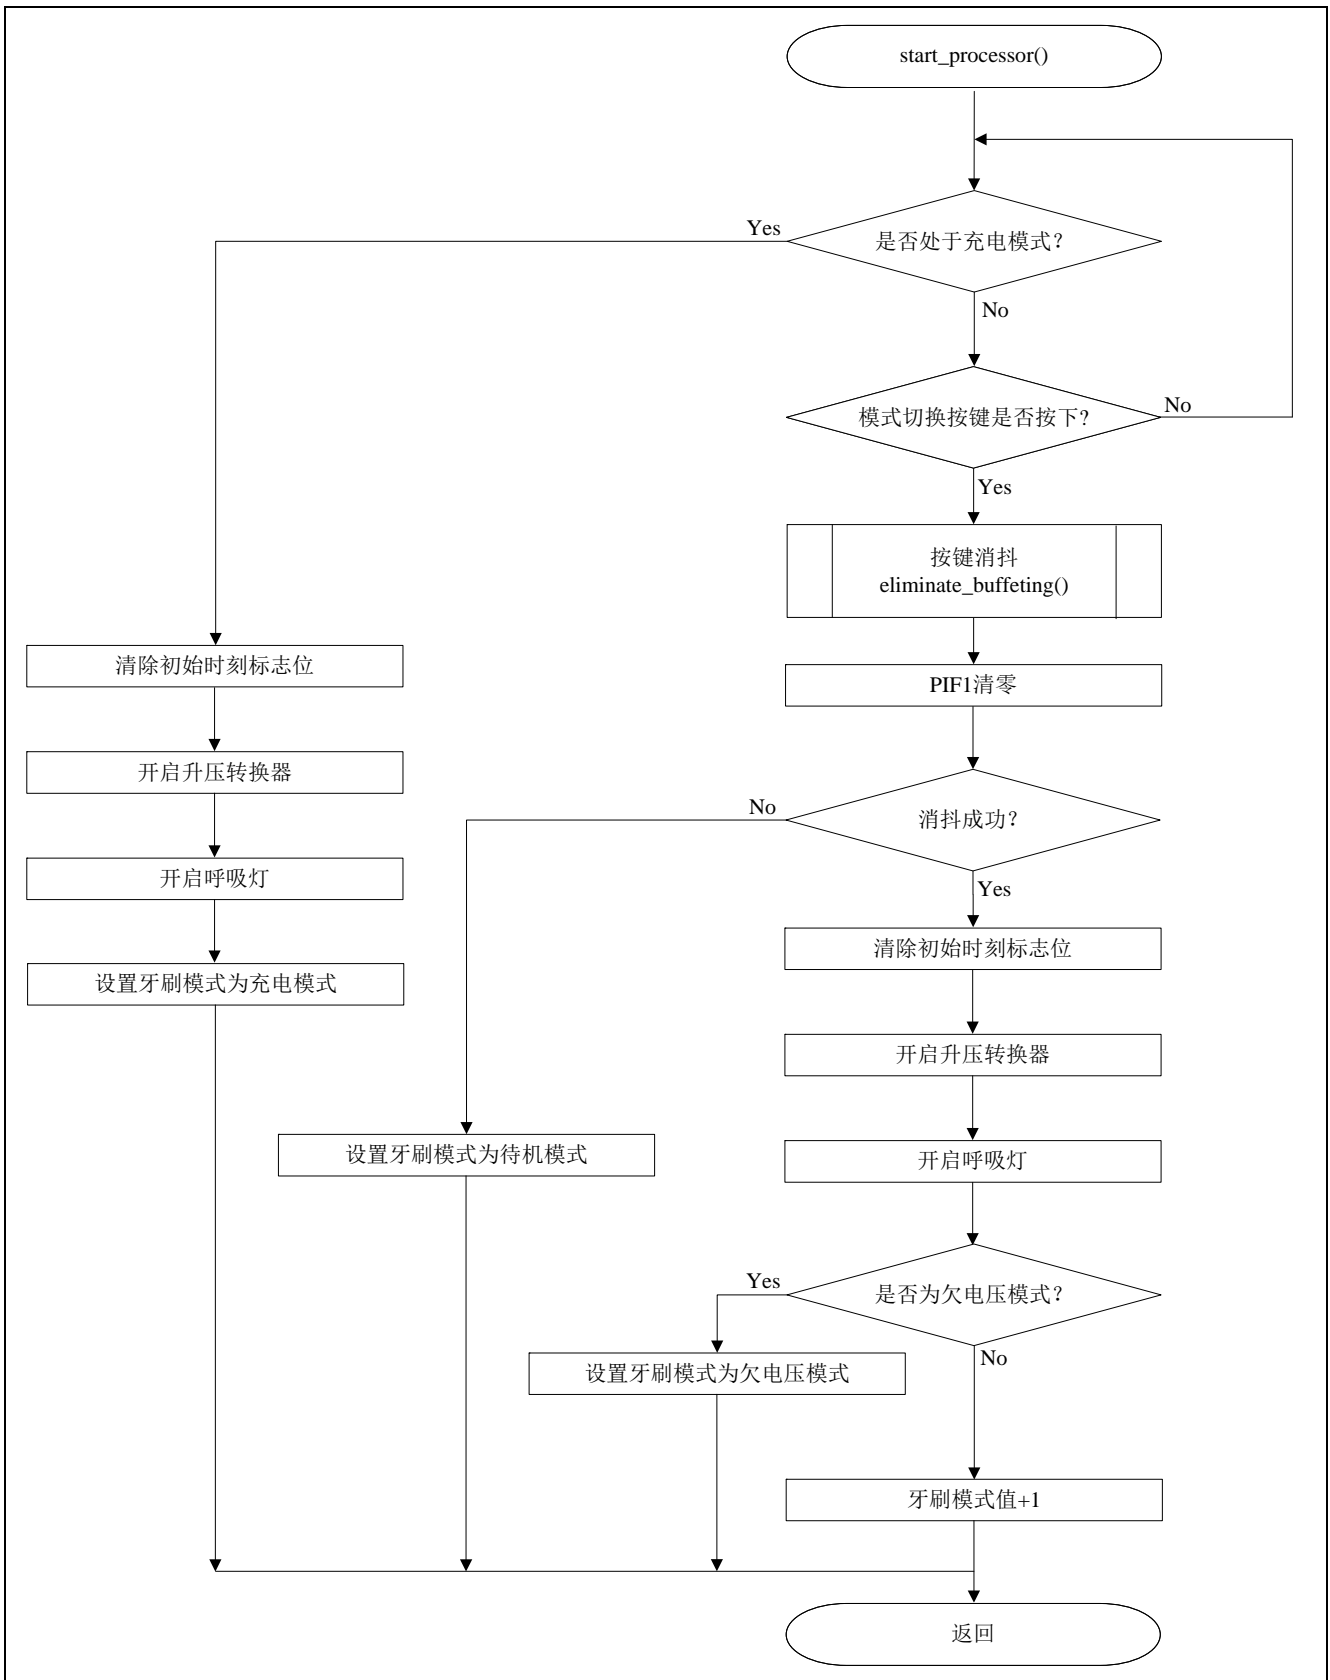 start_processor()
Yes
是否处于充电模式？
No
模式切换按键是否按下?
No
Yes
按键消抖
eliminate_buffeting()
清除初始时刻标志位
PIF1清零
开启升压转换器
No
消抖成功？
开启呼吸灯
Yes
清除初始时刻标志位
设置牙刷模式为充电模式
开启升压转换器
设置牙刷模式为待机模式
开启呼吸灯
Yes
是否为欠电压模式？
No
设置牙刷模式为欠电压模式
牙刷模式值+1
返回